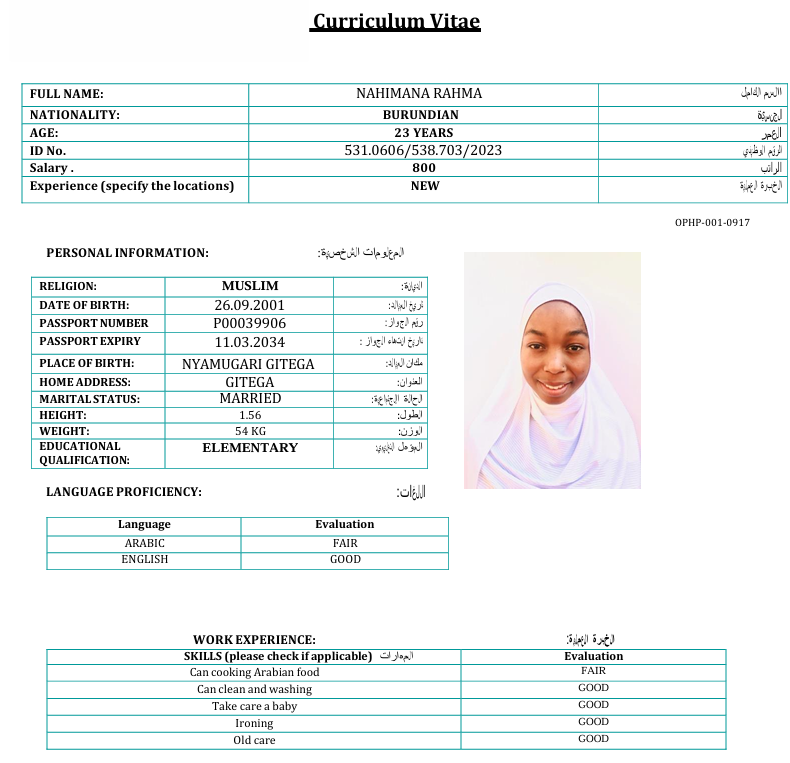 Curriculum Vitae
FULL NAME: NAHIMANA RAHMA الاسم الكامل
NATIONALITY: BURUNDIAN الجنسية
AGE: 23 YEARS العمر
ID No. 531.0606/538.703/2023
Salary . 800 الراتب
Experience (specify the locations) NEW الخبرة العملية
OPHP-001-0917
PERSONAL INFORMATION: المعلومات الشخصية:
RELIGION: MUSLIM الديانة:
DATE OF BIRTH: 26.09.2001 تاريخ الميلاد:
PASSPORT NUMBER P00039906 رقم الجواز:
PASSPORT EXPIRY 11.03.2034 تاريخ انتهاء الجواز :
PLACE OF BIRTH: NYAMUGARI GITEGA مكان الميلاد:
HOME ADDRESS: GITEGA العنوان:
MARITAL STATUS: MARRIED الحالة الاجتماعية:
HEIGHT: 1.56 الطول:
WEIGHT: 54 KG الوزن:
EDUCATIONAL QUALIFICATION: ELEMENTARY المؤهل التعليمي:
LANGUAGE PROFICIENCY: اللغات:
Language Evaluation
ARABIC FAIR
ENGLISH GOOD
WORK EXPERIENCE: الخبرة العملية:
SKILLS (please check if applicable) المهارات Evaluation
Can cooking Arabian food FAIR
Can clean and washing GOOD
Take care a baby GOOD
Ironing GOOD
Old care GOOD